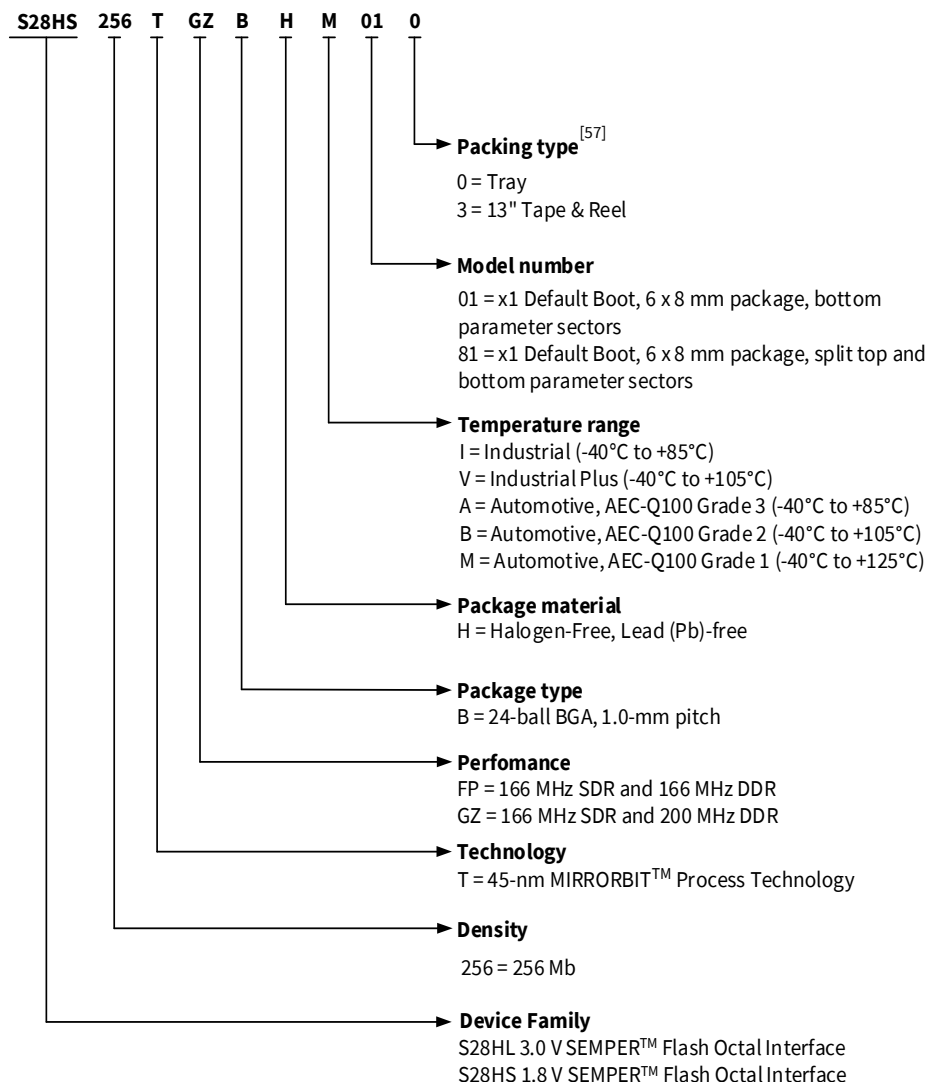 S28HS 256 T GZ B H M 01 0
Packing type[57]
0 = Tray
3 = 13" Tape & Reel
Model number
01 = x1 Default Boot, 6 x 8 mm package, bottom
parameter sectors
81 = x1 Default Boot, 6 x 8 mm package, split top and
bottom parameter sectors
Temperature range
I = Industrial (-40°C to +85°C)
V = Industrial Plus (-40°C to +105°C)
A = Automotive, AEC-Q100 Grade 3 (-40°C to +85°C)
B = Automotive, AEC-Q100 Grade 2 (-40°C to +105°C)
M = Automotive, AEC-Q100 Grade 1 (-40°C to +125°C)
Package material
H = Halogen-Free, Lead (Pb)-free
Package type
B = 24-ball BGA, 1.0-mm pitch
Perfomance
FP = 166 MHz SDR and 166 MHz DDR
GZ = 166 MHz SDR and 200 MHz DDR
Technology
T = 45-nm MIRRORBIT™ Process Technology
Density
256 = 256 Mb
Device Family
S28HL 3.0 V SEMPER™ Flash Octal Interface
S28HS 1.8 V SEMPER™ Flash Octal Interface